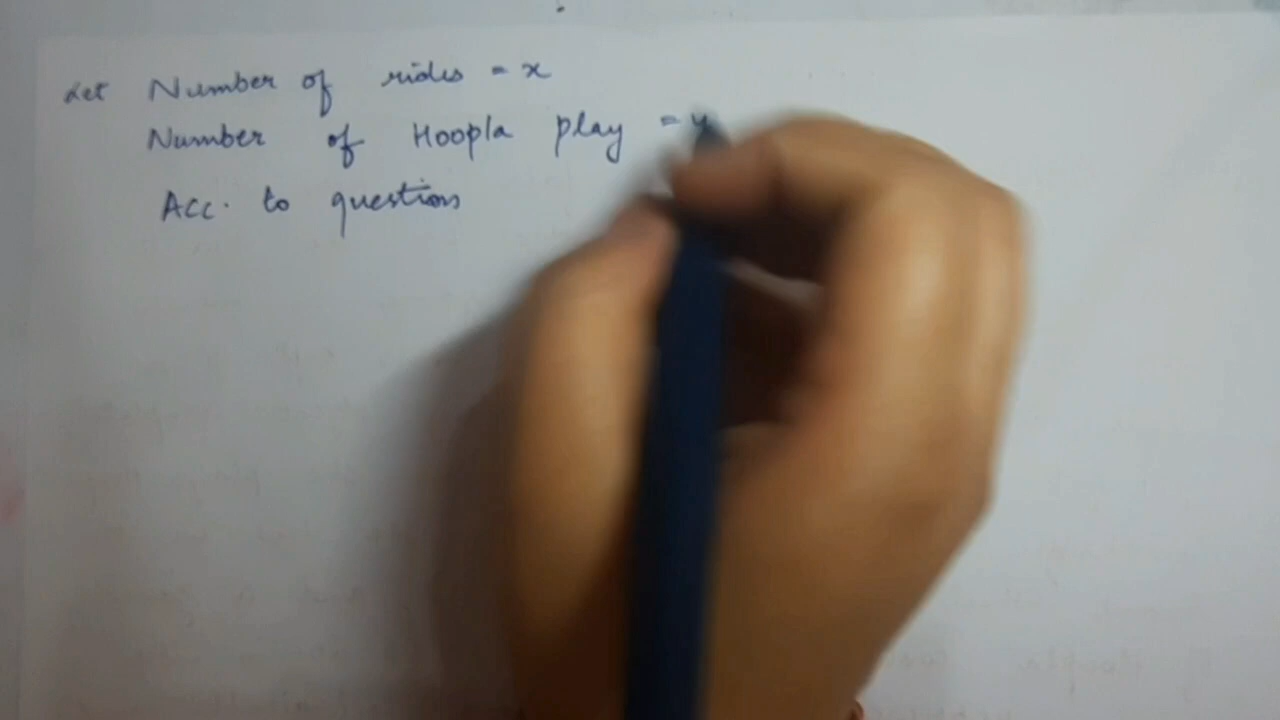 Let Number of rides = x
Number of Hoopla play = y
Acc. to questions